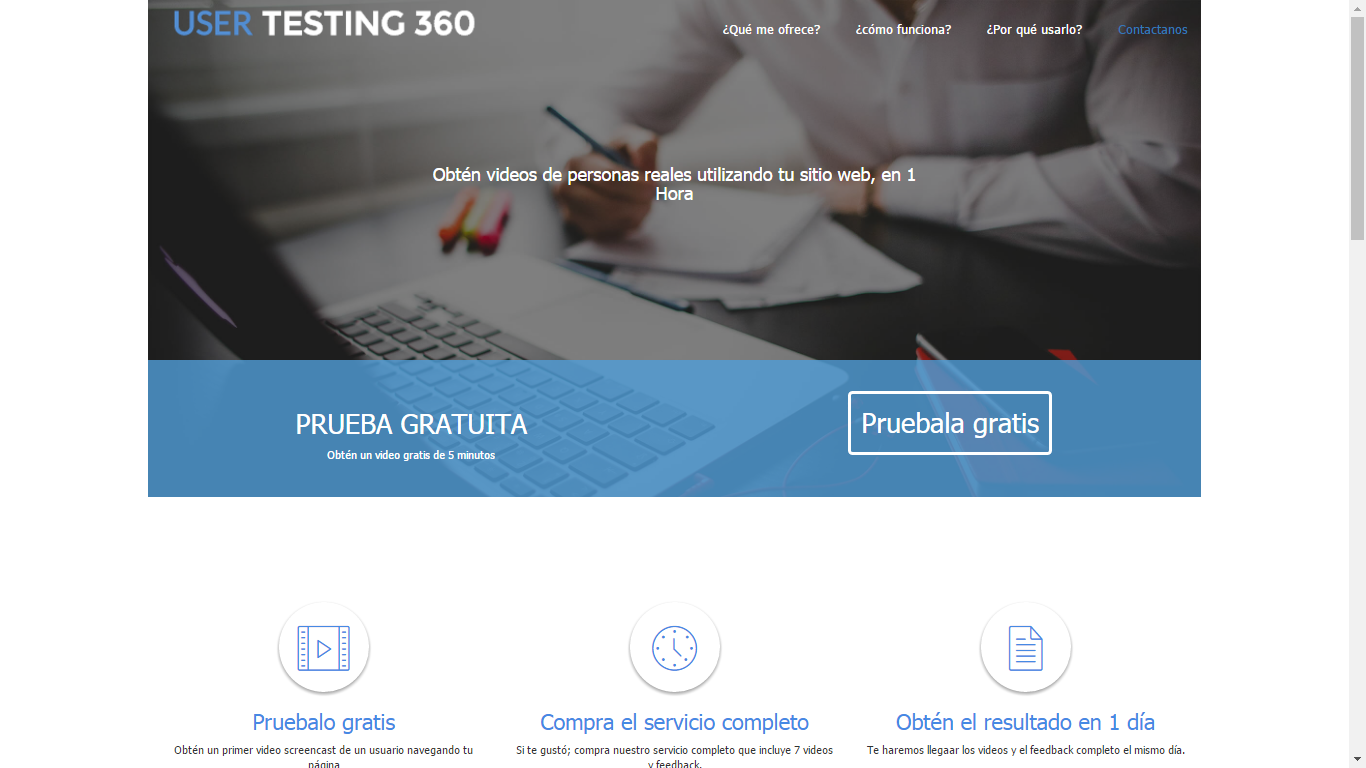 USER TESTING 360
¿Qué me ofrece?
¿cómo funciona?
¿Por qué usarlo?
Contactanos
Obtén videos de personas reales utilizando tu sitio web, en 1
Hora
PRUEBA GRATUITA
Obtén un video gratis de 5 minutos
Pruebala gratis
Pruebalo gratis
Obtén un primer video screencast de un usuario navegando tu
página
Compra el servicio completo
Si te gustó; compra nuestro servicio completo que incluye 7 videos
y feedback.
Obtén el resultado en 1 día
Te haremos llegaar los videos y el feedback completo el mismo día.